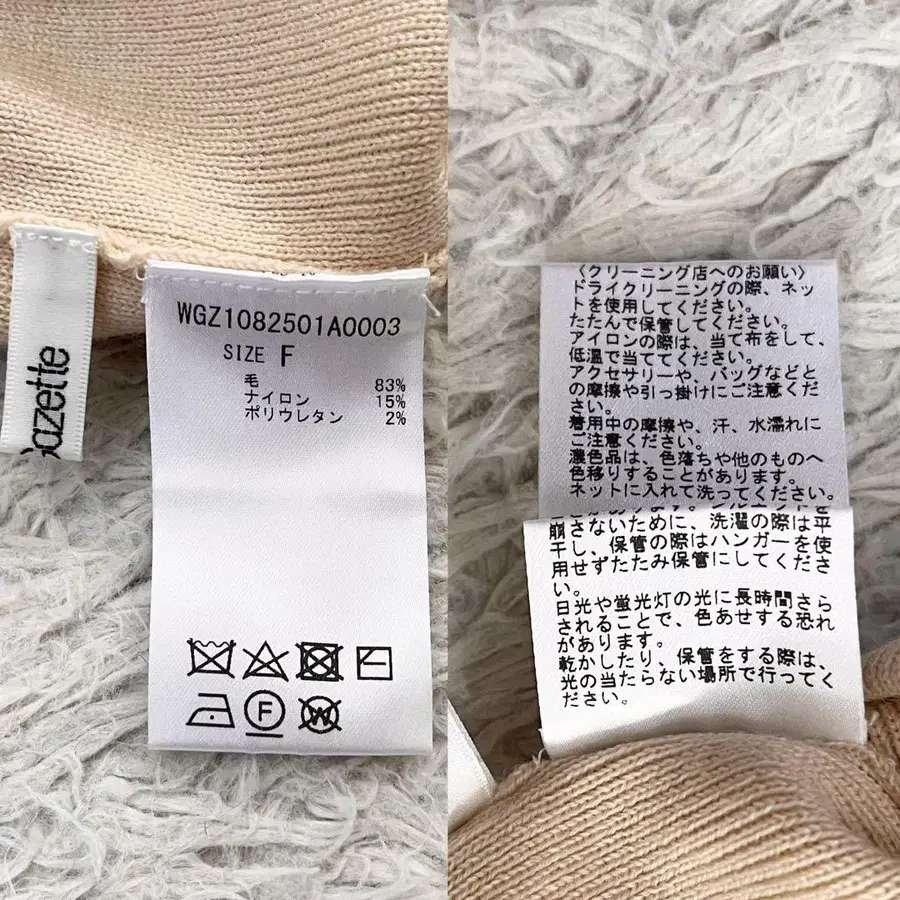 azette
WGZ1082501A0003
SIZE F
毛 83%
ナイロン 15%
ポリウレタン 2%
F
W
〈クリーニング店へのお願い〉
ドライクリーニングの際、ネッ
トを使用してください。
たたんで保管してください。
アイロンの際は、当て布をして、
低温で当ててください。
アクセサリーや、バッグなどと
の摩擦や引っ掛けにご注意くだ
さい。
着用中の摩擦や、汗、水濡れに
ご注意ください。
濃色品は、色落ちや他のものへ
色移りすることがあります。
ネットに入れて洗ってください。
崩さないために、洗濯の際は平
干し、保管の際はハンガーを使
用せずたたみ保管にしてくださ
い。
日光や蛍光灯の光に長時間さら
されることで、色あせする恐れ
があります。
乾かしたり、保管をする際は、
光の当たらない場所で行ってく
ださい。